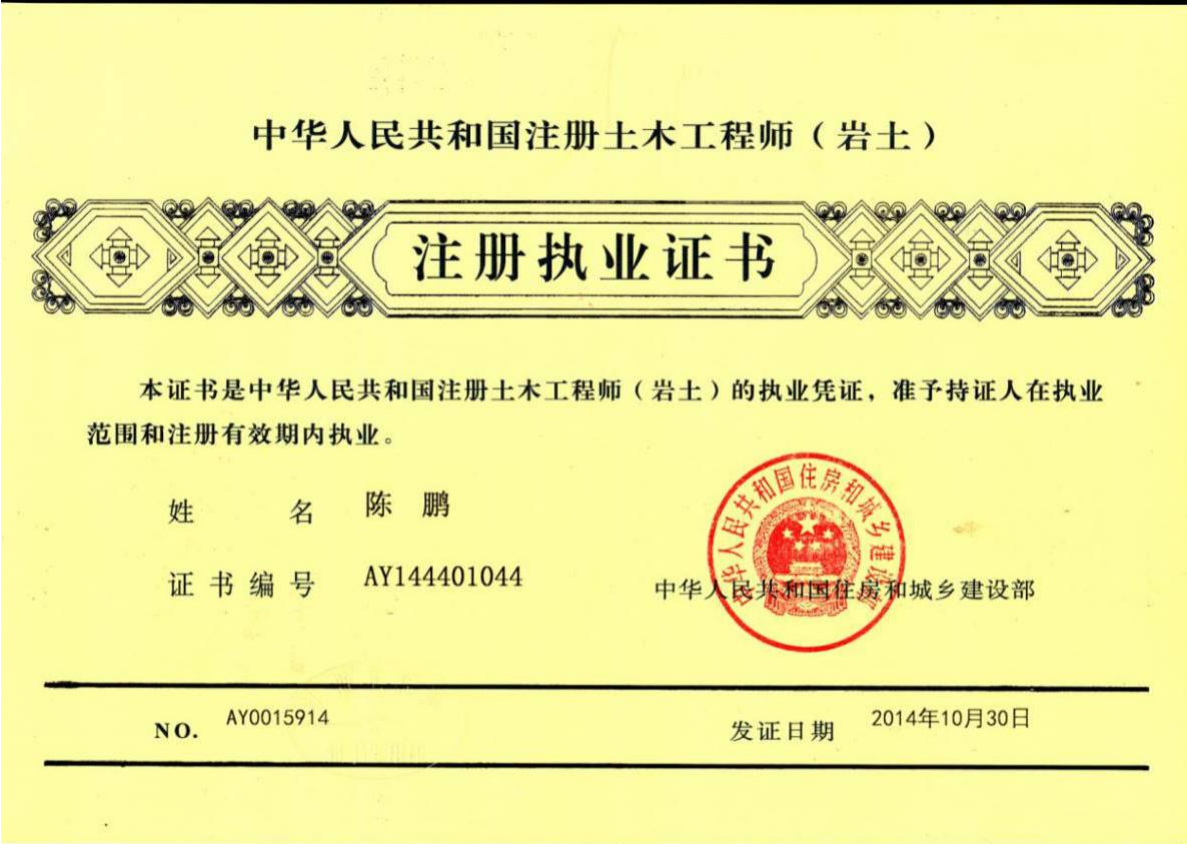 中华人民共和国注册土木工程师（岩土）
注册执业证书
本证书是中华人民共和国注册土木工程师（岩土）的执业凭证，准予持证人在执业
范围和注册有效期内执业。
姓 名 陈 鹏
证书编号 AY144401044
中华人民共和国住房和城乡建设部
中华人民共和国住房和城乡建设部
NO. AY0015914
发证日期 2014年10月30日